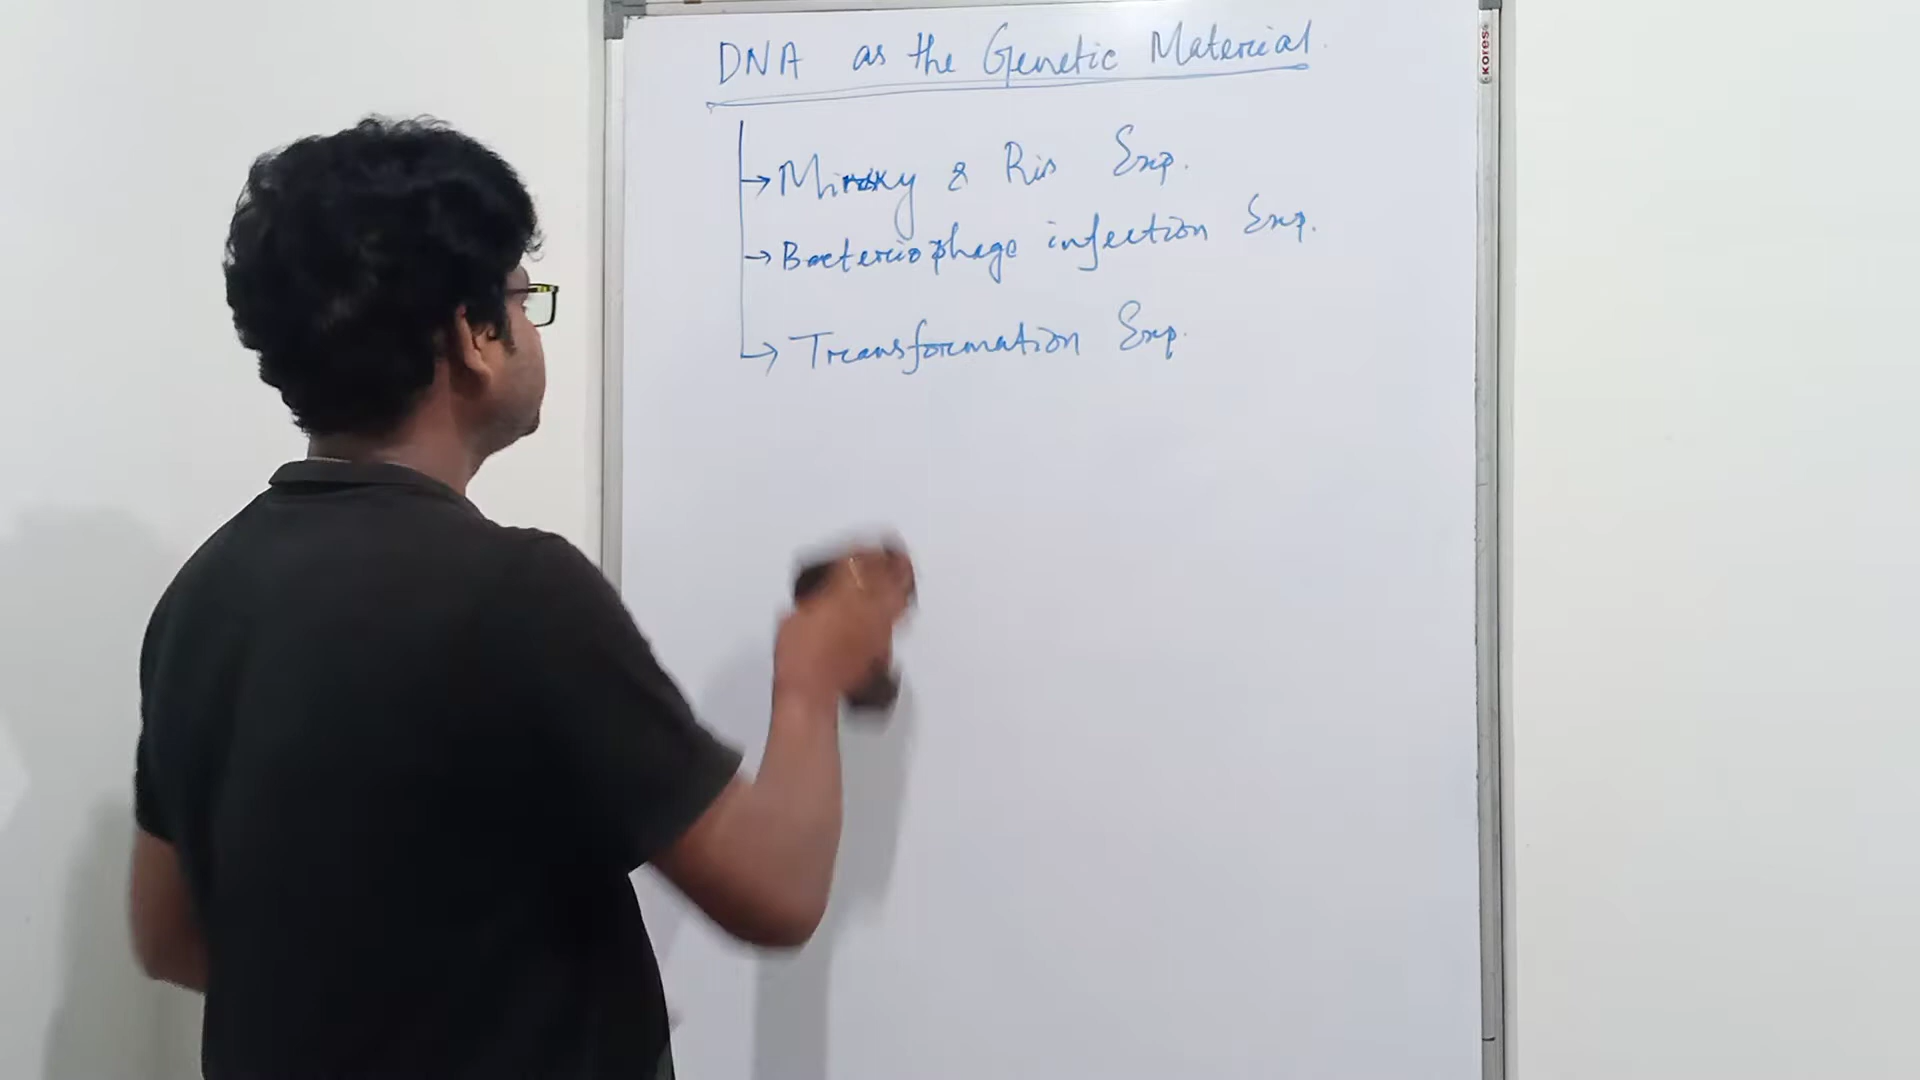 DNA as the Genetic Material.
→ Mirsky & Ris Exp.
→ Bacteriophage infection Exp.
→ Transformation Exp.
KORES